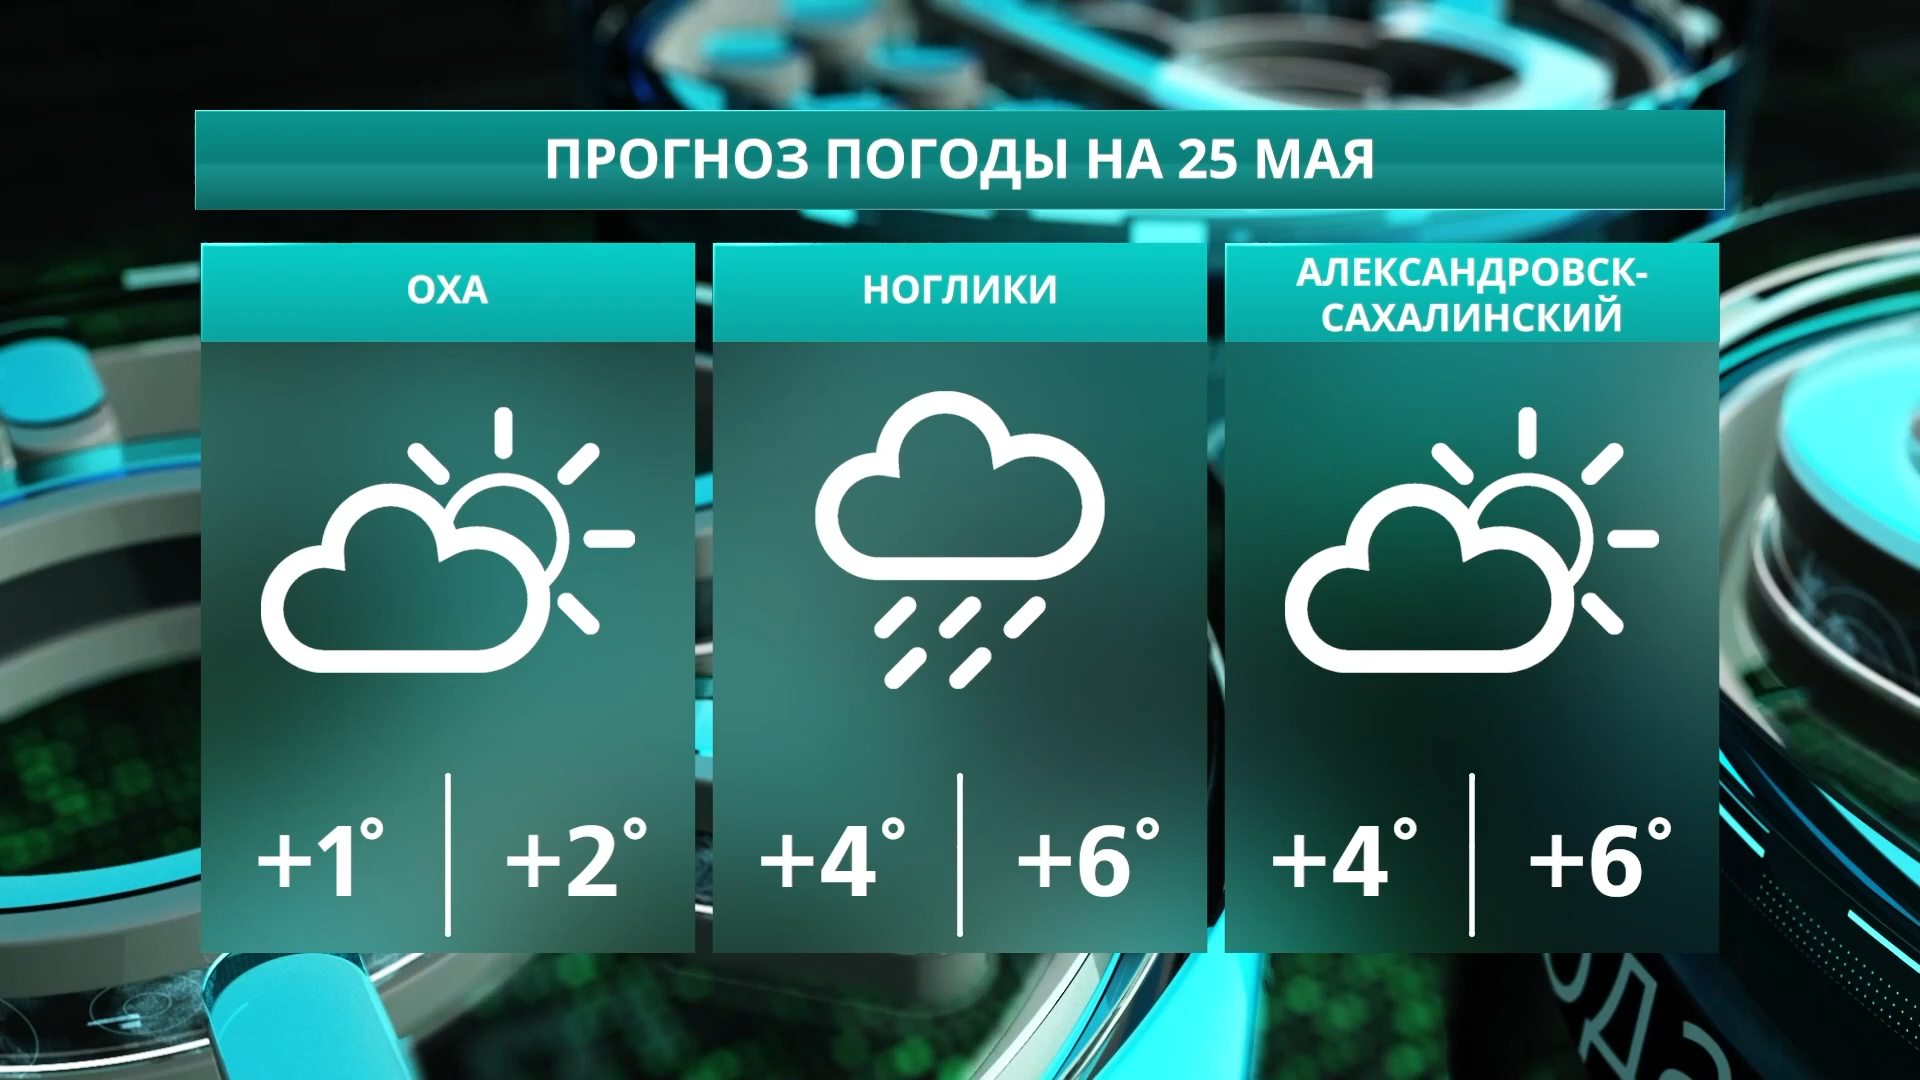 ПРОГНОЗ ПОГОДЫ НА 25 МАЯ
ОХА
НОГЛИКИ
АЛЕКСАНДРОВСК-
САХАЛИНСКИЙ
+1° +2°
+4° +6°
+4° +6°